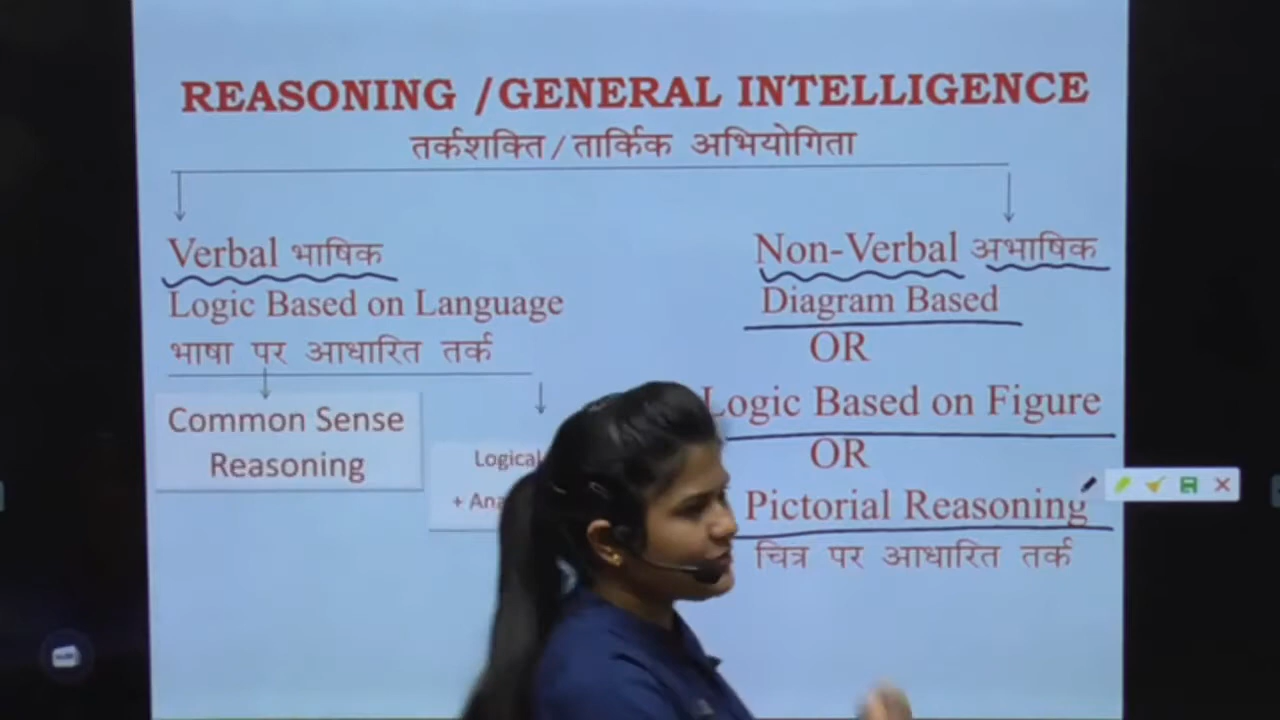 REASONING /GENERAL INTELLIGENCE
तर्कशक्ति/तार्किक अभियोगिता
Verbal भाषिक
Logic Based on Language
भाषा पर आधारित तर्क
Common Sense
Reasoning
Logical
+
Non-Verbal अभाषिक
Diagram Based
OR
Logic Based on Figure
OR
Pictorial Reasoning
चित्र पर आधारित तर्क